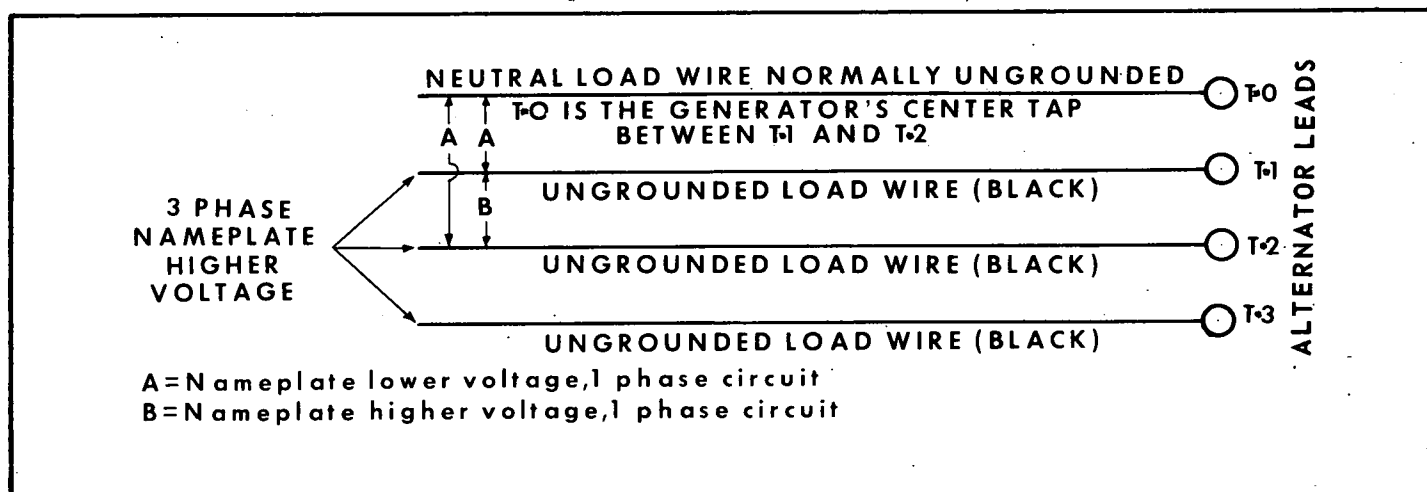 NEUTRAL LOAD WIRE NORMALLY UNGROUNDED
T•O
T•O IS THE GENERATOR'S CENTER TAP
BETWEEN T•1 AND T•2
A
A
T•1
UNGROUNDED LOAD WIRE (BLACK)
B
3 PHASE
NAMEPLATE
HIGHER
VOLTAGE
T•2
UNGROUNDED LOAD WIRE (BLACK)
T•3
UNGROUNDED LOAD WIRE (BLACK)
ALTERNATOR LEADS
A=Nameplate lower voltage,1 phase circuit
B=Nameplate higher voltage,1 phase circuit